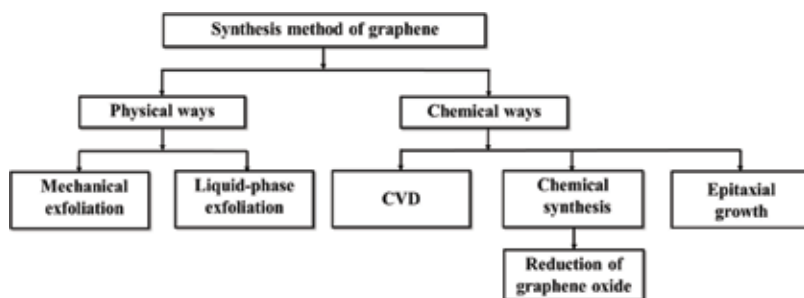 Synthesis method of graphene
Physical ways
Chemical ways
Mechanical
exfoliation
Liquid-phase
exfoliation
CVD
Chemical
synthesis
Epitaxial
growth
Reduction of
graphene oxide